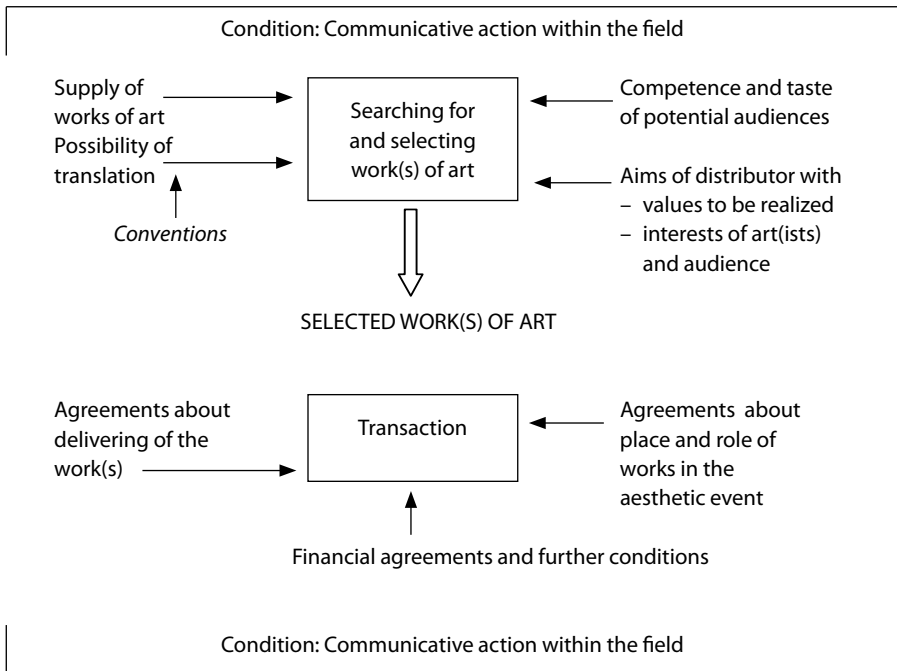 Condition: Communicative action within the field
Supply of
works of art
Possibility of
translation
Conventions
Searching for
and selecting
work(s) of art
Competence and taste
of potential audiences
Aims of distributor with
– values to be realized
– interests of art(ists)
and audience
SELECTED WORK(S) OF ART
Agreements about
delivering of the
work(s)
Transaction
Agreements about
place and role of
works in the
aesthetic event
Financial agreements and further conditions
Condition: Communicative action within the field